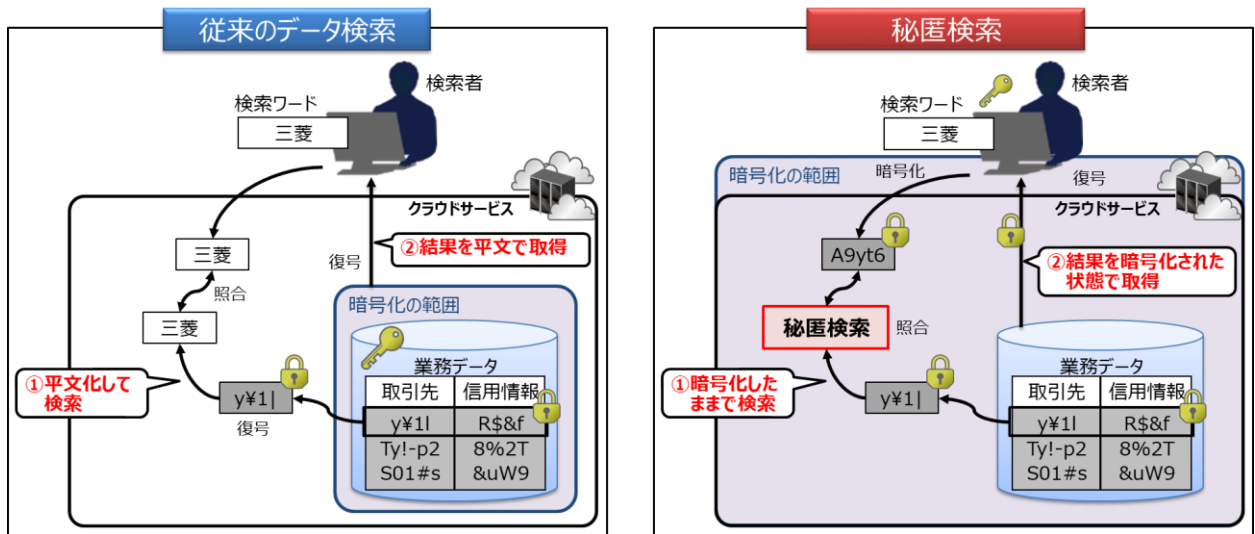 従来のデータ検索
検索者
検索ワード
三菱
クラウドサービス
三菱
②結果を平文で取得
復号
照合
暗号化の範囲
三菱
業務データ
①平文化して
検索
取引先 信用情報
y¥1|
復号
y¥1l R$&f
Ty!-p2 8%2T
S01#s &uW9
秘匿検索
検索者
検索ワード
三菱
暗号化の範囲
暗号化
復号
クラウドサービス
A9yt6
②結果を暗号化された
状態で取得
秘匿検索
照合
業務データ
①暗号化した
ままで検索
取引先 信用情報
y¥1|
y¥1l R$&f
Ty!-p2 8%2T
S01#s &uW9